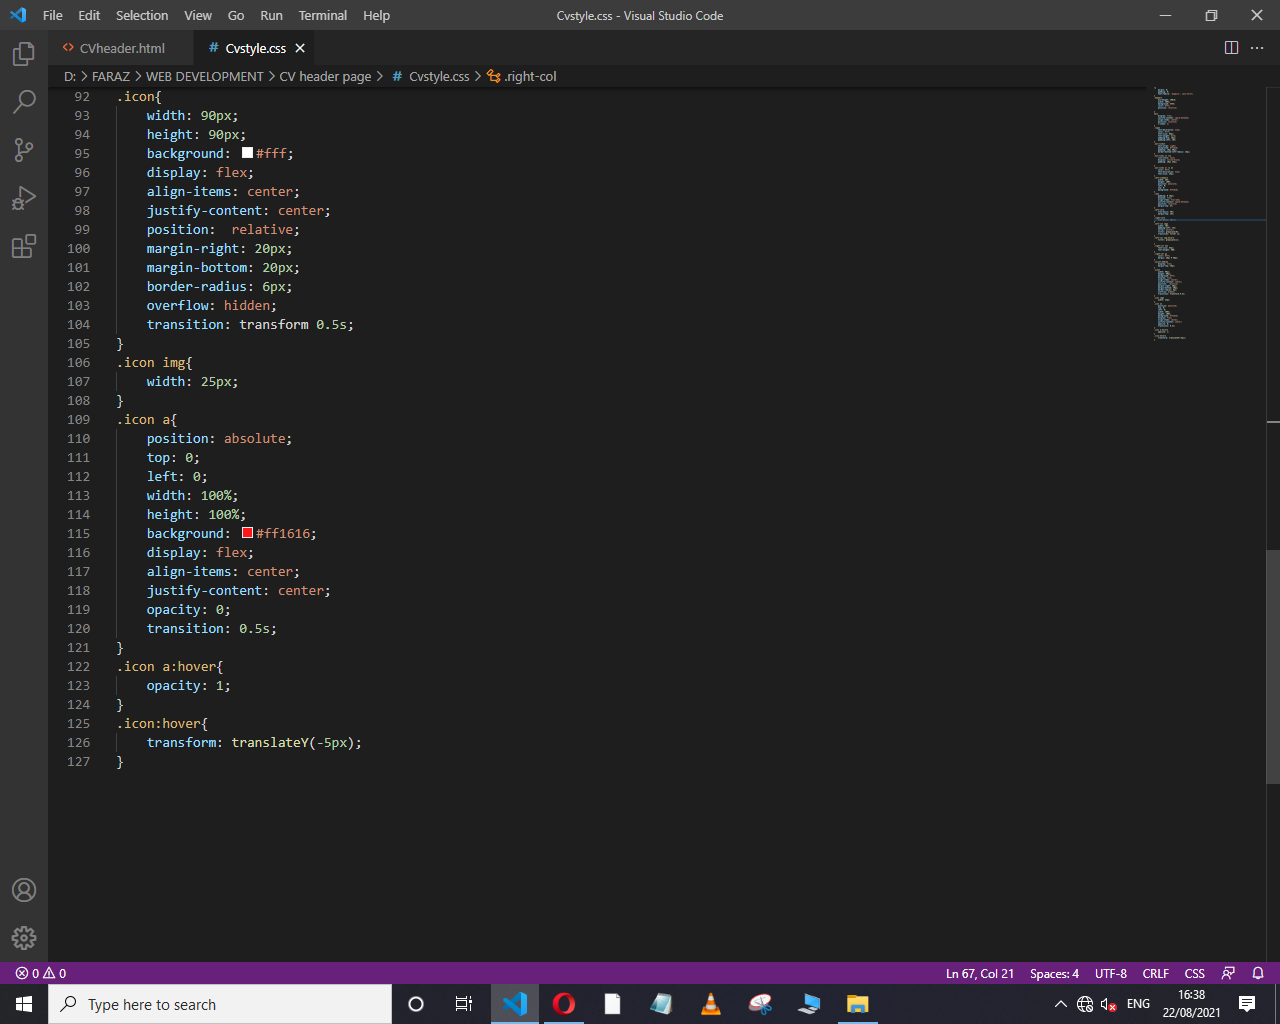 File Edit Selection View Go Run Terminal Help Cvstyle.css - Visual Studio Code
<> CVheader.html # Cvstyle.css
D: > FARAZ > WEB DEVELOPMENT > CV header page > # Cvstyle.css > .right-col
92 .icon{
93 width: 90px;
94 height: 90px;
95 background: #fff;
96 display: flex;
97 align-items: center;
98 justify-content: center;
99 position:  relative;
100 margin-right: 20px;
101 margin-bottom: 20px;
102 border-radius: 6px;
103 overflow: hidden;
104 transition: transform 0.5s;
105 }
106 .icon img{
107 width: 25px;
108 }
109 .icon a{
110 position: absolute;
111 top: 0;
112 left: 0;
113 width: 100%;
114 height: 100%;
115 background: #ff1616;
116 display: flex;
117 align-items: center;
118 justify-content: center;
119 opacity: 0;
120 transition: 0.5s;
121 }
122 .icon a:hover{
123 opacity: 1;
124 }
125 .icon:hover{
126 transform: translateY(-5px);
127 }
0 0 Ln 67, Col 21 Spaces: 4 UTF-8 CRLF CSS
Type here to search ENG 16:38
22/08/2021